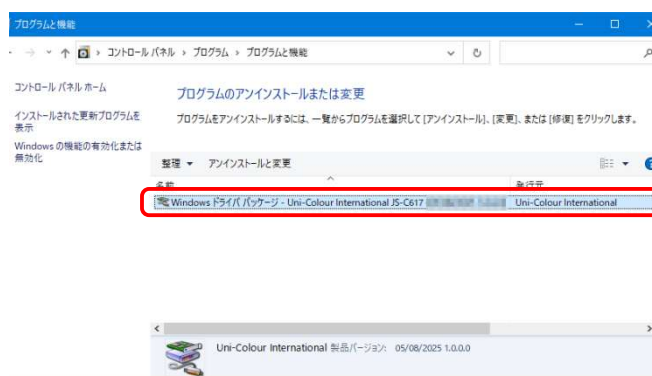 プログラムと機能
コントロール パネル › プログラム › プログラムと機能
コントロール パネル ホーム
インストールされた更新プログラムを
表示
Windows の機能の有効化または
無効化
プログラムのアンインストールまたは変更
プログラムをアンインストールするには、一覧からプログラムを選択して [アンインストール]、[変更]、または [修復] をクリックします。
整理 アンインストールと変更
名前 発行元
Windows ドライバ パッケージ - Uni-Colour International JS-C617 Uni-Colour International
Uni-Colour International 製品バージョン: 05/08/2025 1.0.0.0